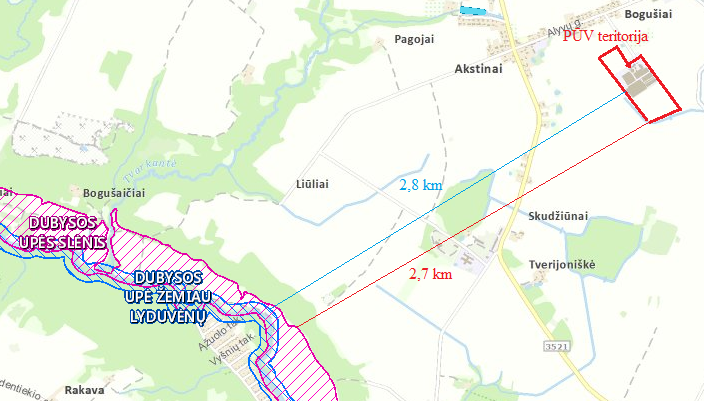 Bogušiai
Alyvų g.
PŪV teritorija
Pagojai
Akstinai
Tvarkantė
Liūliai
2,8 km
Bogušaičiai
DUBYSOS
UPĖS SLĖNIS
Skudžiūnai
DUBYSOS
UPĖ ŽEMIAU
LYDUVĖNŲ
2,7 km
Tverijoniškė
Ąžuolo tak.
Vyšnių tak.
3521
Rakava